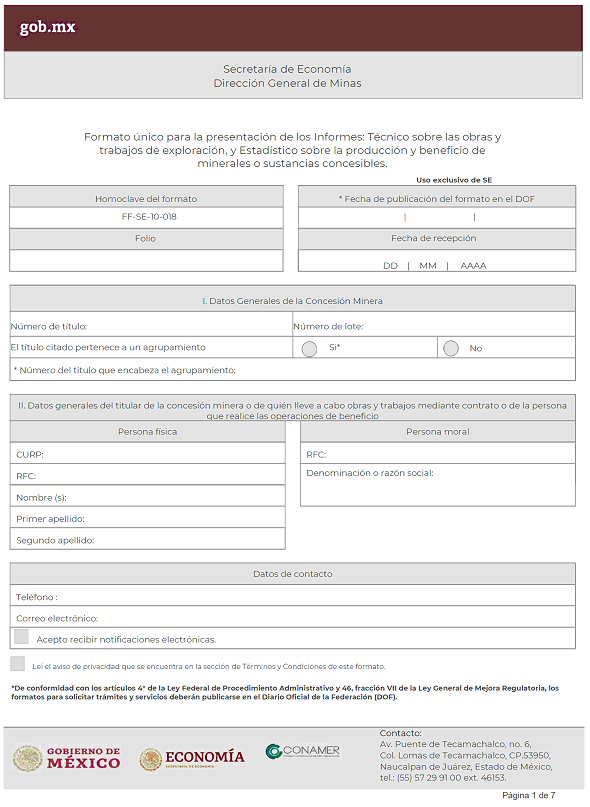 gob.mx
Secretaría de Economía
Dirección General de Minas
Formato único para la presentación de los Informes: Técnico sobre las obras y
trabajos de exploración, y Estadístico sobre la producción y beneficio de
minerales o sustancias concesibles.
Uso exclusivo de SE
Homoclave del formato
* Fecha de publicación del formato en el DOF
FF-SE-10-018
| |
Folio
Fecha de recepción
DD | MM | AAAA
I. Datos Generales de la Concesión Minera
Número de título:
Número de lote:
El título citado pertenece a un agrupamiento
Si*
No
* Número del título que encabeza el agrupamiento:
II. Datos generales del titular de la concesión minera o de quién lleve a cabo obras y trabajos mediante contrato o de la persona
que realice las operaciones de beneficio
Persona física
CURP:
RFC:
Nombre (s):
Primer apellido:
Segundo apellido:
Persona moral
RFC:
Denominación o razón social:
Datos de contacto
Teléfono :
Correo electrónico:
Acepto recibir notificaciones electrónicas.
Leí el aviso de privacidad que se encuentra en la sección de Términos y Condiciones de este formato.
*De conformidad con los artículos 4° de la Ley Federal de Procedimiento Administrativo y 46, fracción VII de la Ley General de Mejora Regulatoria, los
formatos para solicitar trámites y servicios deberán publicarse en el Diario Oficial de la Federación (DOF).
GOBIERNO DE
MÉXICO
ECONOMÍA
SECRETARÍA DE ECONOMÍA
CONAMER
Contacto:
Av. Puente de Tecamachalco, no. 6,
Col. Lomas de Tecamachalco, CP.53950,
Naucalpan de Juárez, Estado de México,
tel.: (55) 57 29 91 00 ext. 46153.
Página 1 de 7